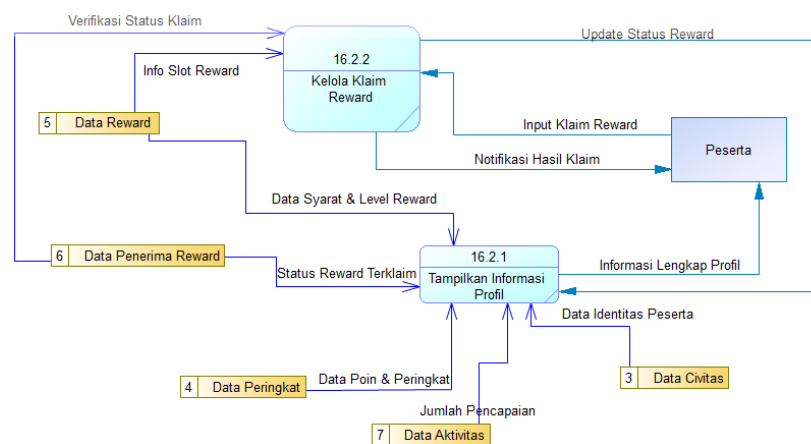 Verifikasi Status Klaim
Update Status Reward
16.2.2
Kelola Klaim
Reward
Info Slot Reward
5 Data Reward
Input Klaim Reward
Peserta
Notifikasi Hasil Klaim
Data Syarat & Level Reward
6 Data Penerima Reward
16.2.1
Tampilkan Informasi
Profil
Status Reward Terklaim
Informasi Lengkap Profil
Data Identitas Peserta
4 Data Peringkat
Data Poin & Peringkat
3 Data Civitas
Jumlah Pencapaian
7 Data Aktivitas